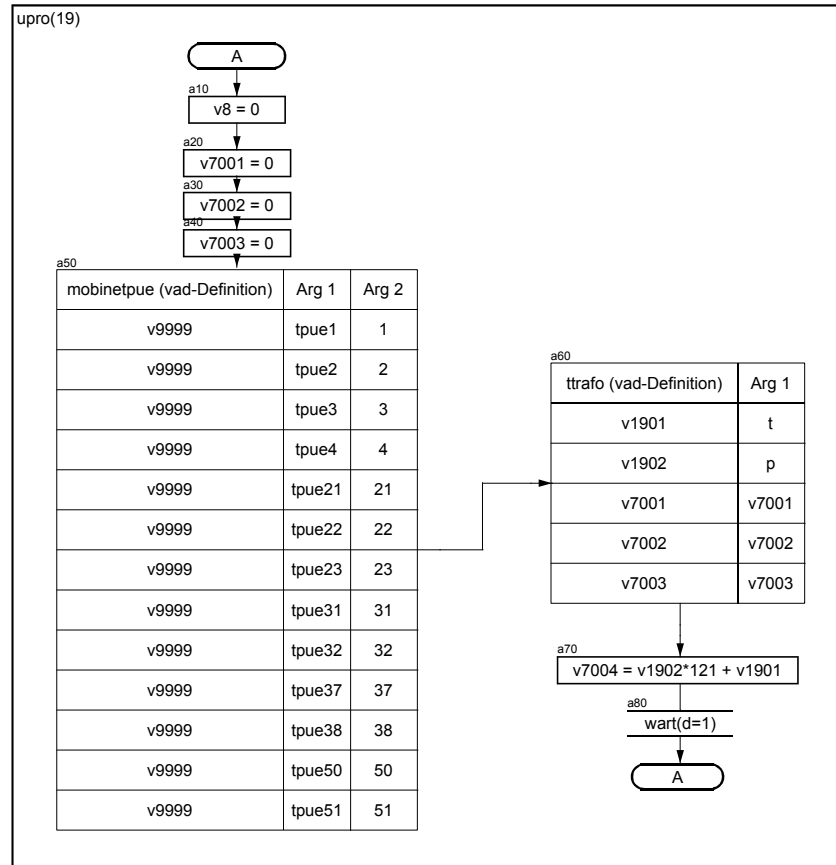 upro(19)
A
a10
v8 = 0
a20
v7001 = 0
a30
v7002 = 0
a40
v7003 = 0
a50
mobinetpue (vad-Definition) Arg 1 Arg 2
v9999 tpue1 1
v9999 tpue2 2
v9999 tpue3 3
v9999 tpue4 4
v9999 tpue21 21
v9999 tpue22 22
v9999 tpue23 23
v9999 tpue31 31
v9999 tpue32 32
v9999 tpue37 37
v9999 tpue38 38
v9999 tpue50 50
v9999 tpue51 51
a60
ttrafo (vad-Definition) Arg 1
v1901 t
v1902 p
v7001 v7001
v7002 v7002
v7003 v7003
a70
v7004 = v1902*121 + v1901
a80
wart(d=1)
A